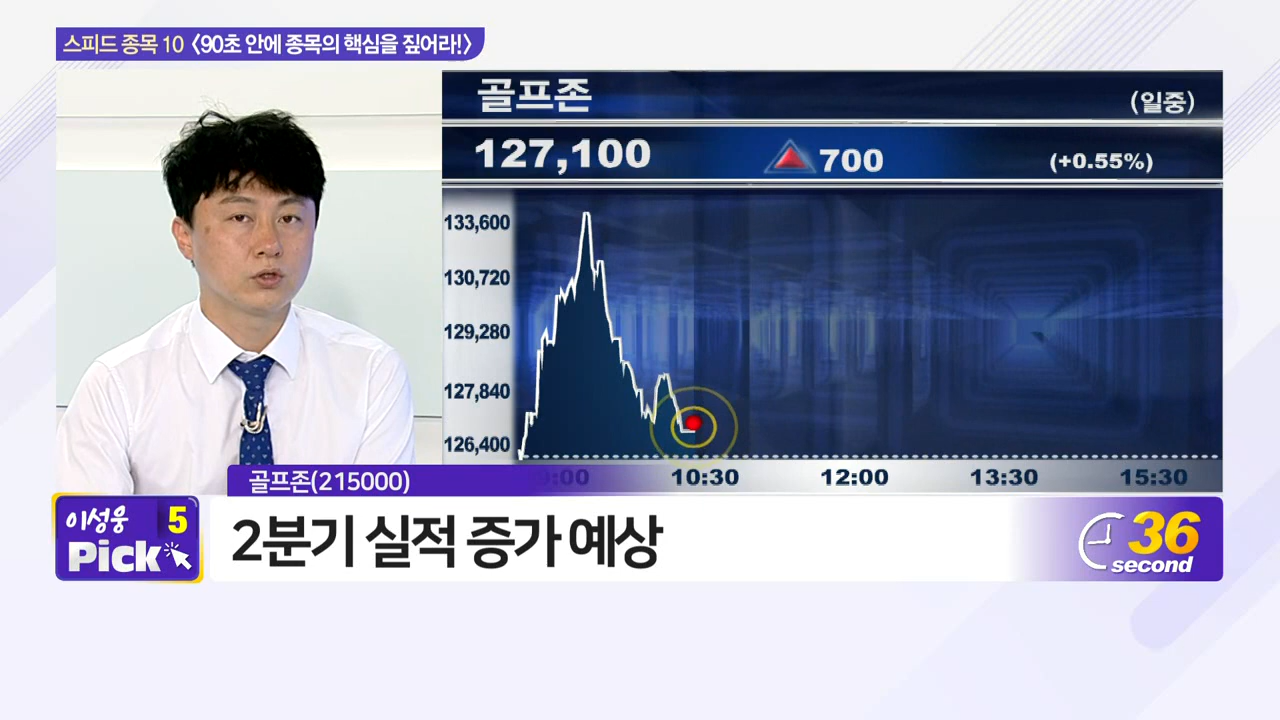 스피드 종목 10 <90초 안에 종목의 핵심을 짚어라!>
골프존
(일중)
127,100
▲ 700
(+0.55%)
133,600
130,720
129,280
127,840
126,400
:00
10:30
12:00
13:30
15:30
골프존(215000)
이성웅 5
Pick
2분기 실적 증가 예상
36
second